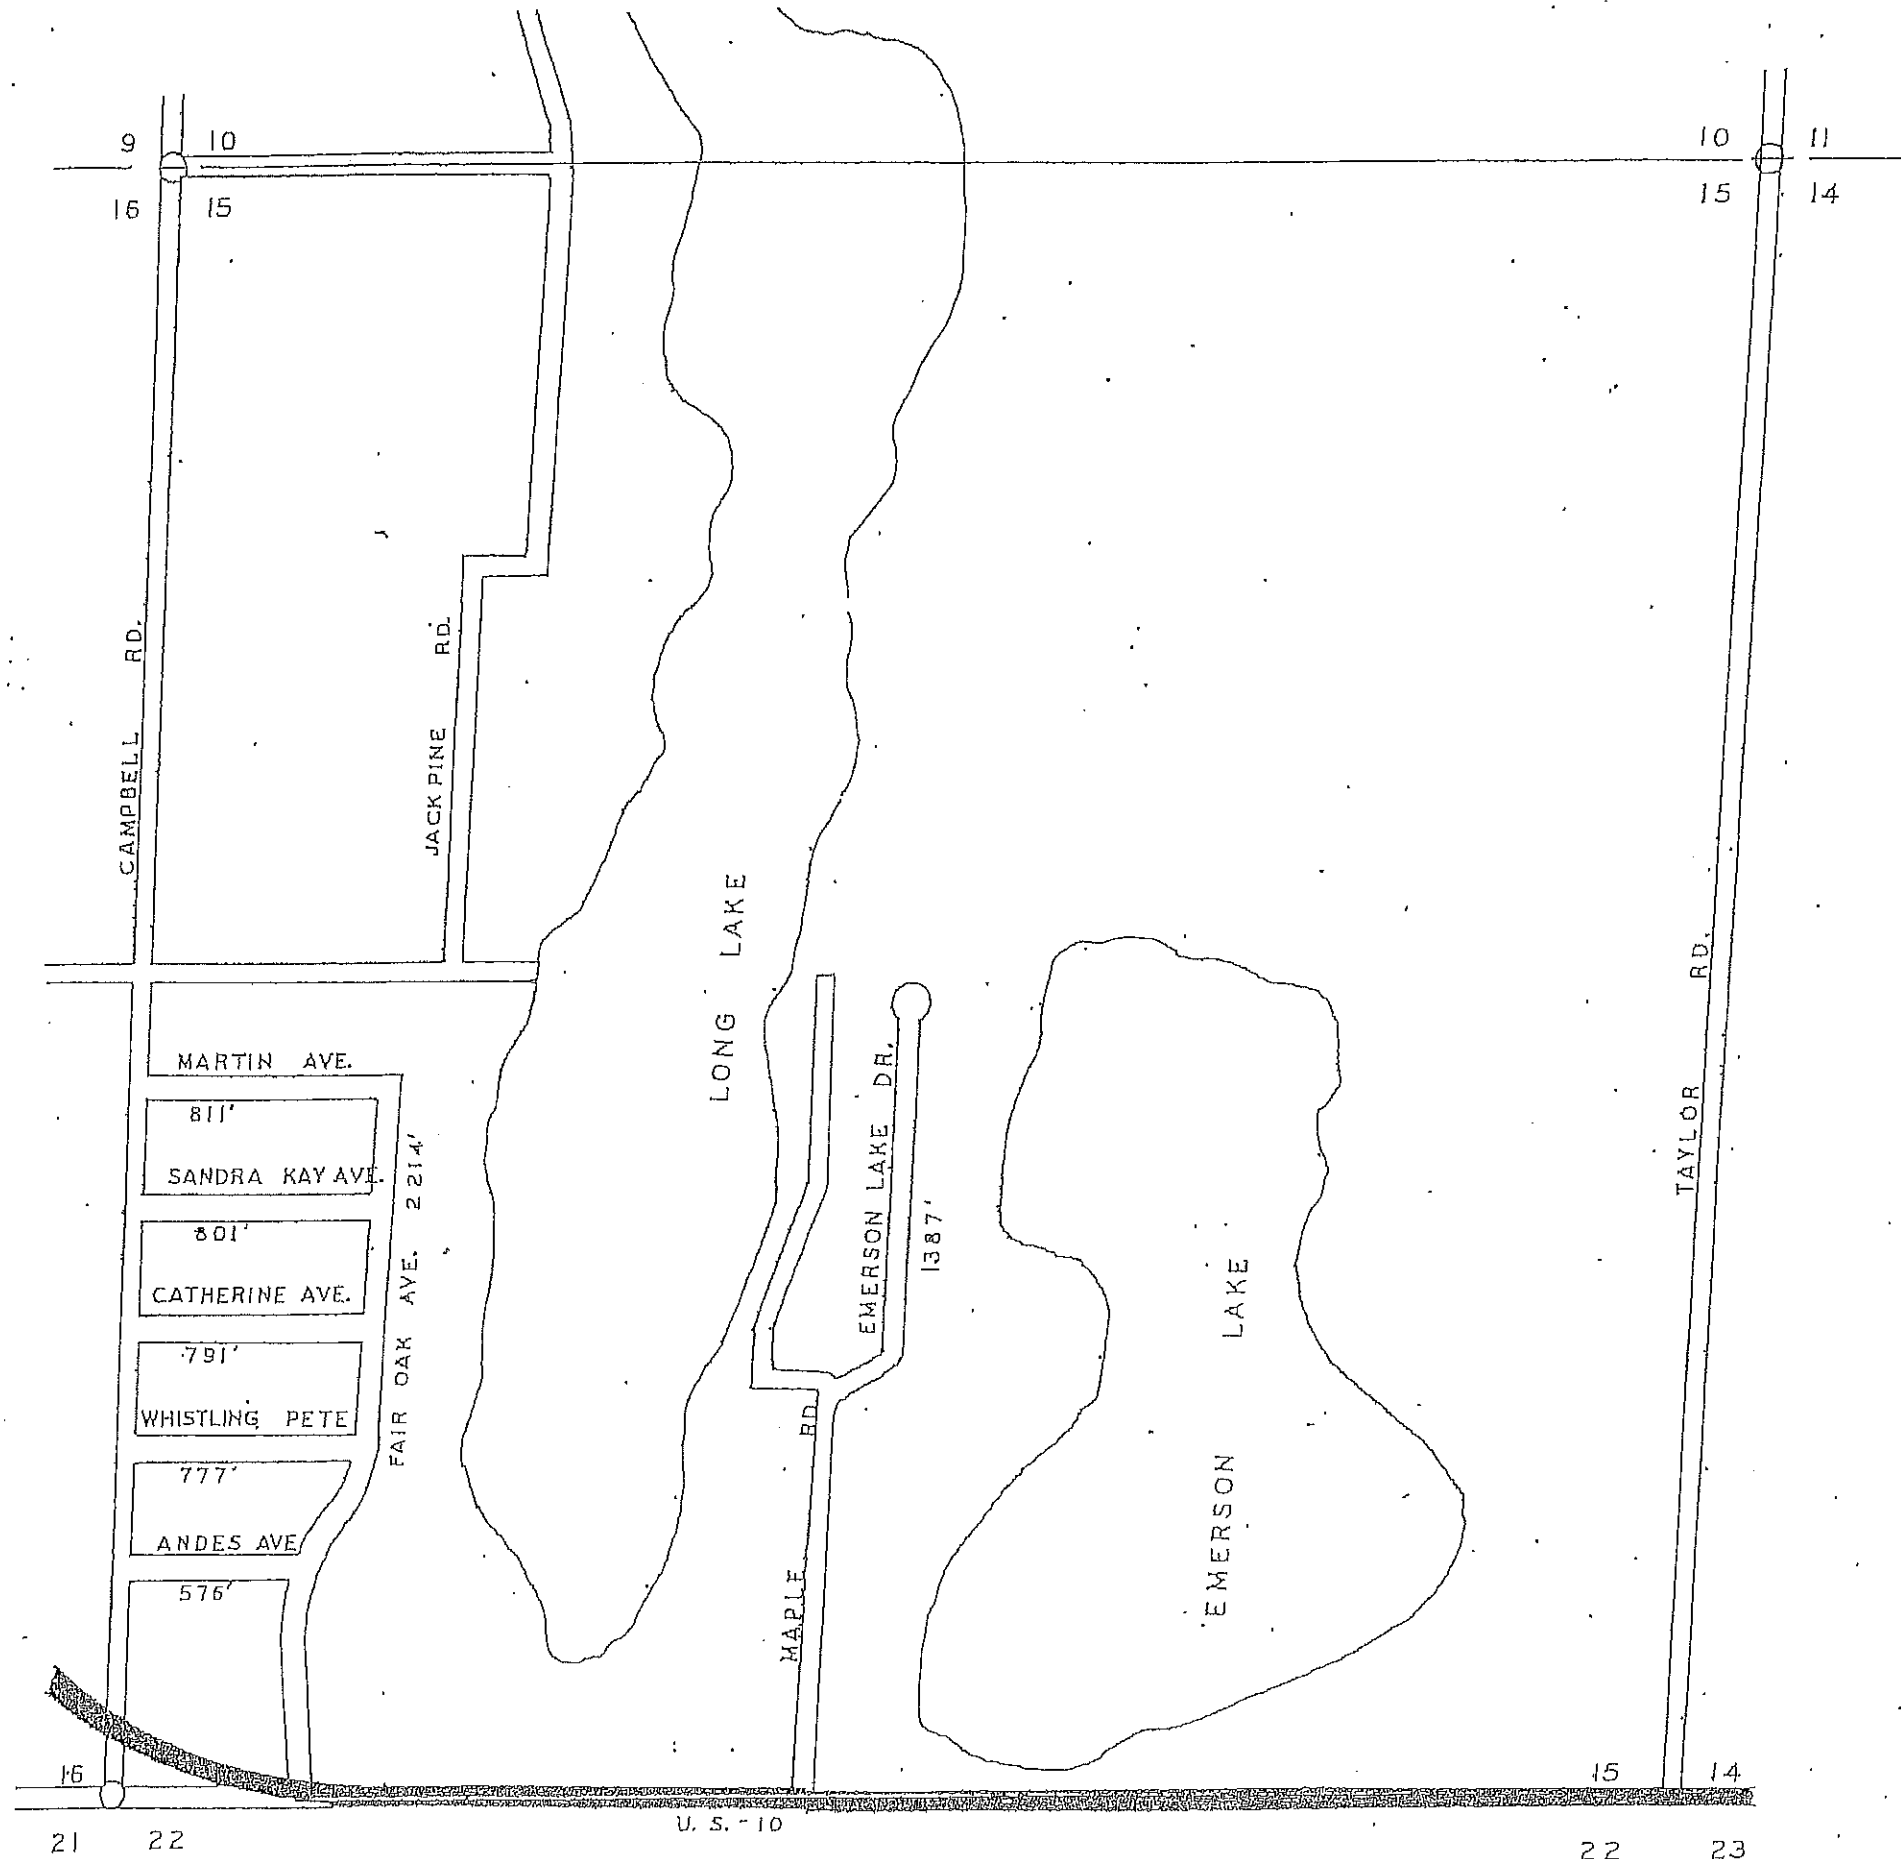 9 10
10 11
16 15
15 14
CAMPBELL RD.
JACK PINE RD.
LONG LAKE
TAYLOR RD.
MARTIN AVE.
811'
SANDRA KAY AVE.
801'
CATHERINE AVE.
791'
WHISTLING PETE
777'
ANDES AVE
576'
FAIR OAK AVE. 2214'
EMERSON LAKE DR.
1387'
MAPLE RD.
EMERSON LAKE
16
15 14
U. S. - 10
21 22
22 23